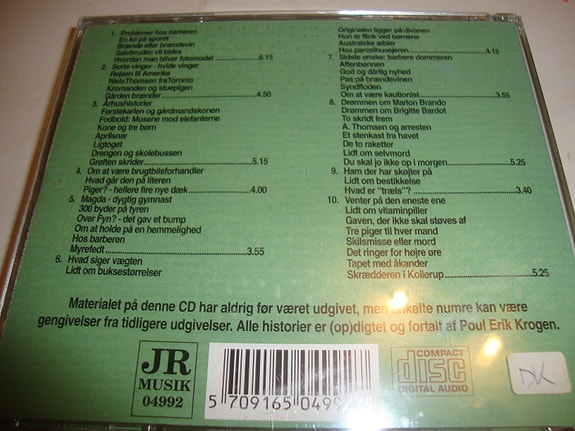 1. Problemer hos barberen
En ko på sporet
Brænde eller brændevin
Sølvbruden vil bides
Hvordan man bliver fotomodel 6.15
2. Sorte vinger - hvide vinger
Rejsen til Amerika
Niels Thomsen fra Toronto
Kromanden og stuepigen
Gården brænder 4.50
3. Århushistorier
Førstekarlen og gårdmandskonen
Fodbold: Musene mod elefanterne
Kone og tre børn
Aprilsnar
Ligtoget
Drengen og skolebussen
Grøften skrider 5.15
4. Om at være brugtbilsforhandler
Hvad går den på literen
Piger? - hellere fire nye dæk 4.00
5. Magda - dygtig gymnast
300 byder på tyren
Over Fyn? - det gav et bump
Om at holde på en hemmelighed
Hos barberen
Myrefedt 3.55
6. Hvad siger vægten
Lidt om buksestørrelser
Originalen ligger på divanen
Hun er flink ved børnene
Australske æbler
Hos parcelhusejeren 4.15
7. Sidste ønske: barbere dommeren
Aftenbønnen
God og dårlig nyhed
Pas på brændevinen
Syndfloden
Om at være kautionist 3.55
8. Drømmen om Marlon Brando
Drømmen om Brigitte Bardot
To skridt frem
A. Thomsen og arresten
Et stenkast fra havet
De to raketter
Lidt om selvmord
Du skal jo ikke op i morgen 5.25
9. Ham der har skøjter på
Lidt om bestikkelse
Hvad er "træls"? 3.40
10. Venter på den eneste ene
Lidt om vitaminpiller
Gaven, der ikke skal støves af
Tre piger til hver mand
Skilsmisse eller mord
Det ringer for højre øre
Tapet med åkander
Skrædderen i Kollerup 5.25
Materialet på denne CD har aldrig før været udgivet, men enkelte numre kan være
gengivelser fra tidligere udgivelser. Alle historier er (op)digtet og fortalt af Poul Erik Krogen.
JR
MUSIK
04992
5 709165 0499
COMPACT
disc
DIGITAL AUDIO
DK